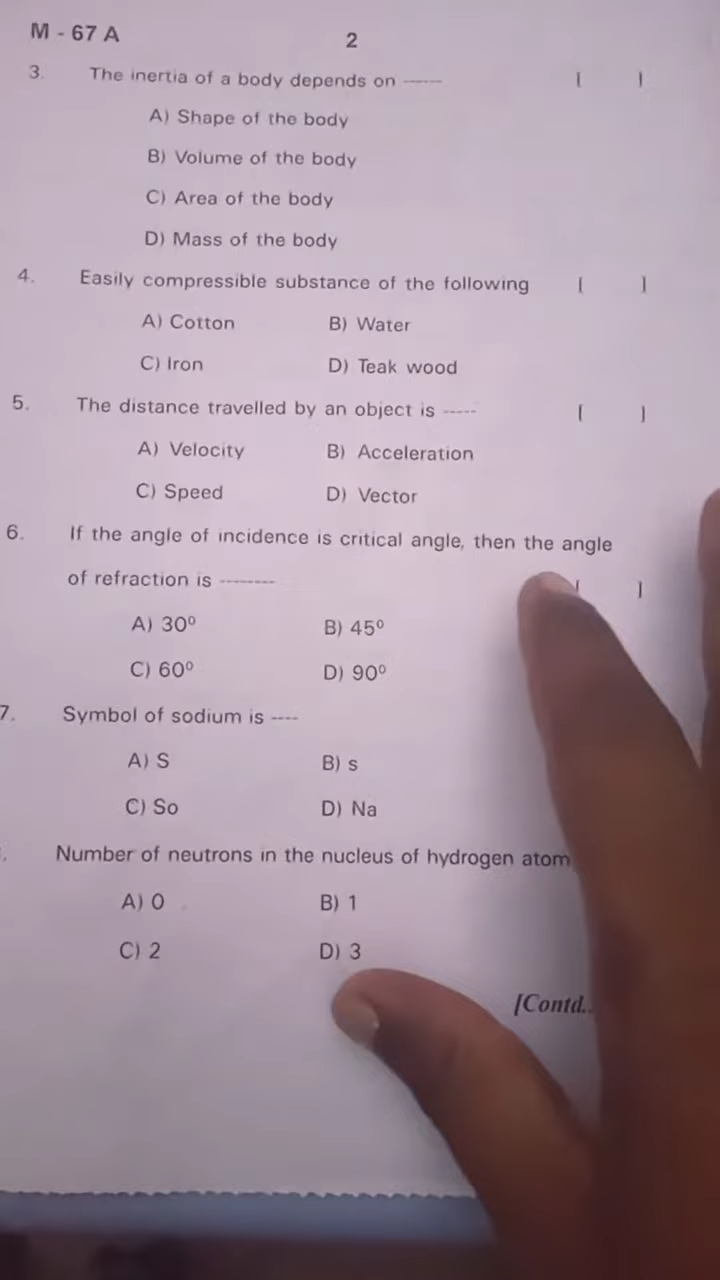 M - 67 A
2
3. The inertia of a body depends on ------ [ ]
A) Shape of the body
B) Volume of the body
C) Area of the body
D) Mass of the body
4. Easily compressible substance of the following [ ]
A) Cotton B) Water
C) Iron D) Teak wood
5. The distance travelled by an object is ----- [ ]
A) Velocity B) Acceleration
C) Speed D) Vector
6. If the angle of incidence is critical angle, then the angle
of refraction is -------- [ ]
A) 30⁰ B) 45⁰
C) 60⁰ D) 90⁰
7. Symbol of sodium is ----
A) S B) s
C) So D) Na
Number of neutrons in the nucleus of hydrogen atom
A) 0 B) 1
C) 2 D) 3
[Contd..